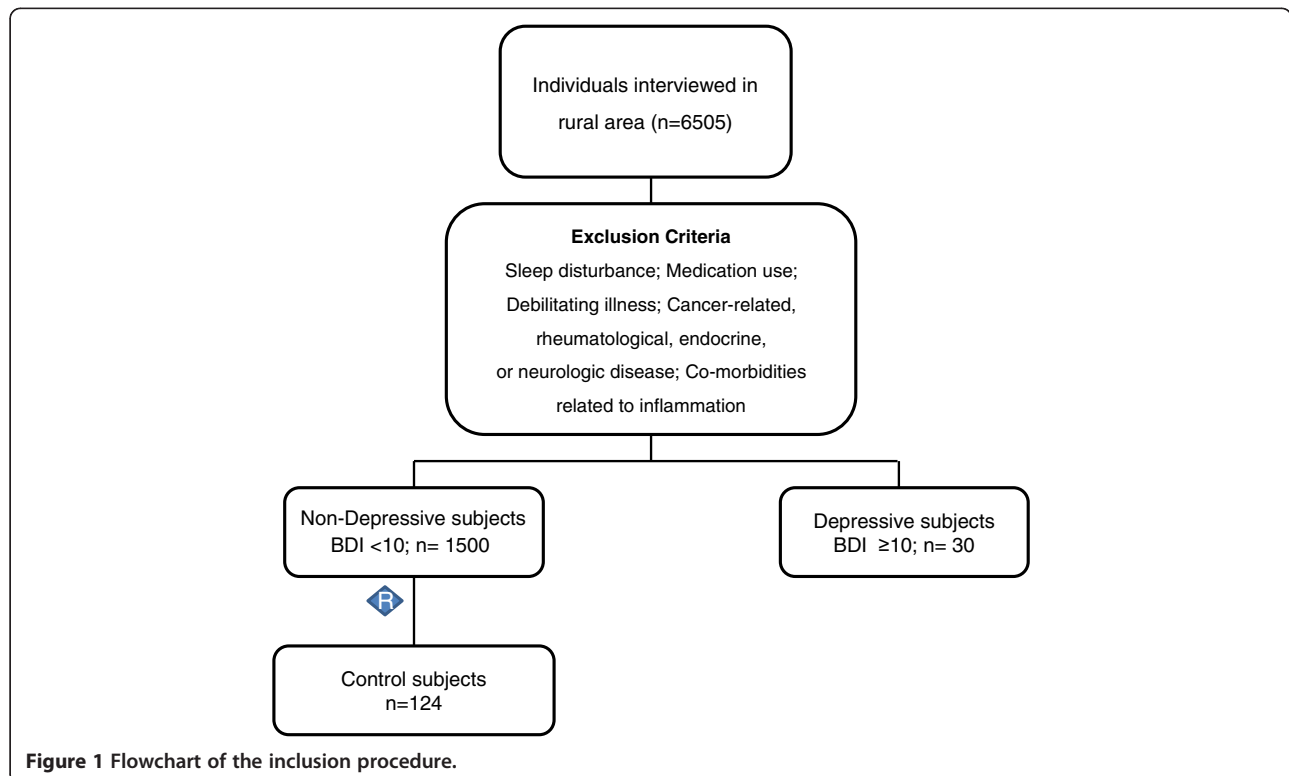 Individuals interviewed in
rural area (n=6505)
Exclusion Criteria
Sleep disturbance; Medication use;
Debilitating illness; Cancer-related,
rheumatological, endocrine,
or neurologic disease; Co-morbidities
related to inflammation
Non-Depressive subjects
BDI <10; n= 1500
Depressive subjects
BDI ≥10; n= 30
R
Control subjects
n=124
Figure 1 Flowchart of the inclusion procedure.